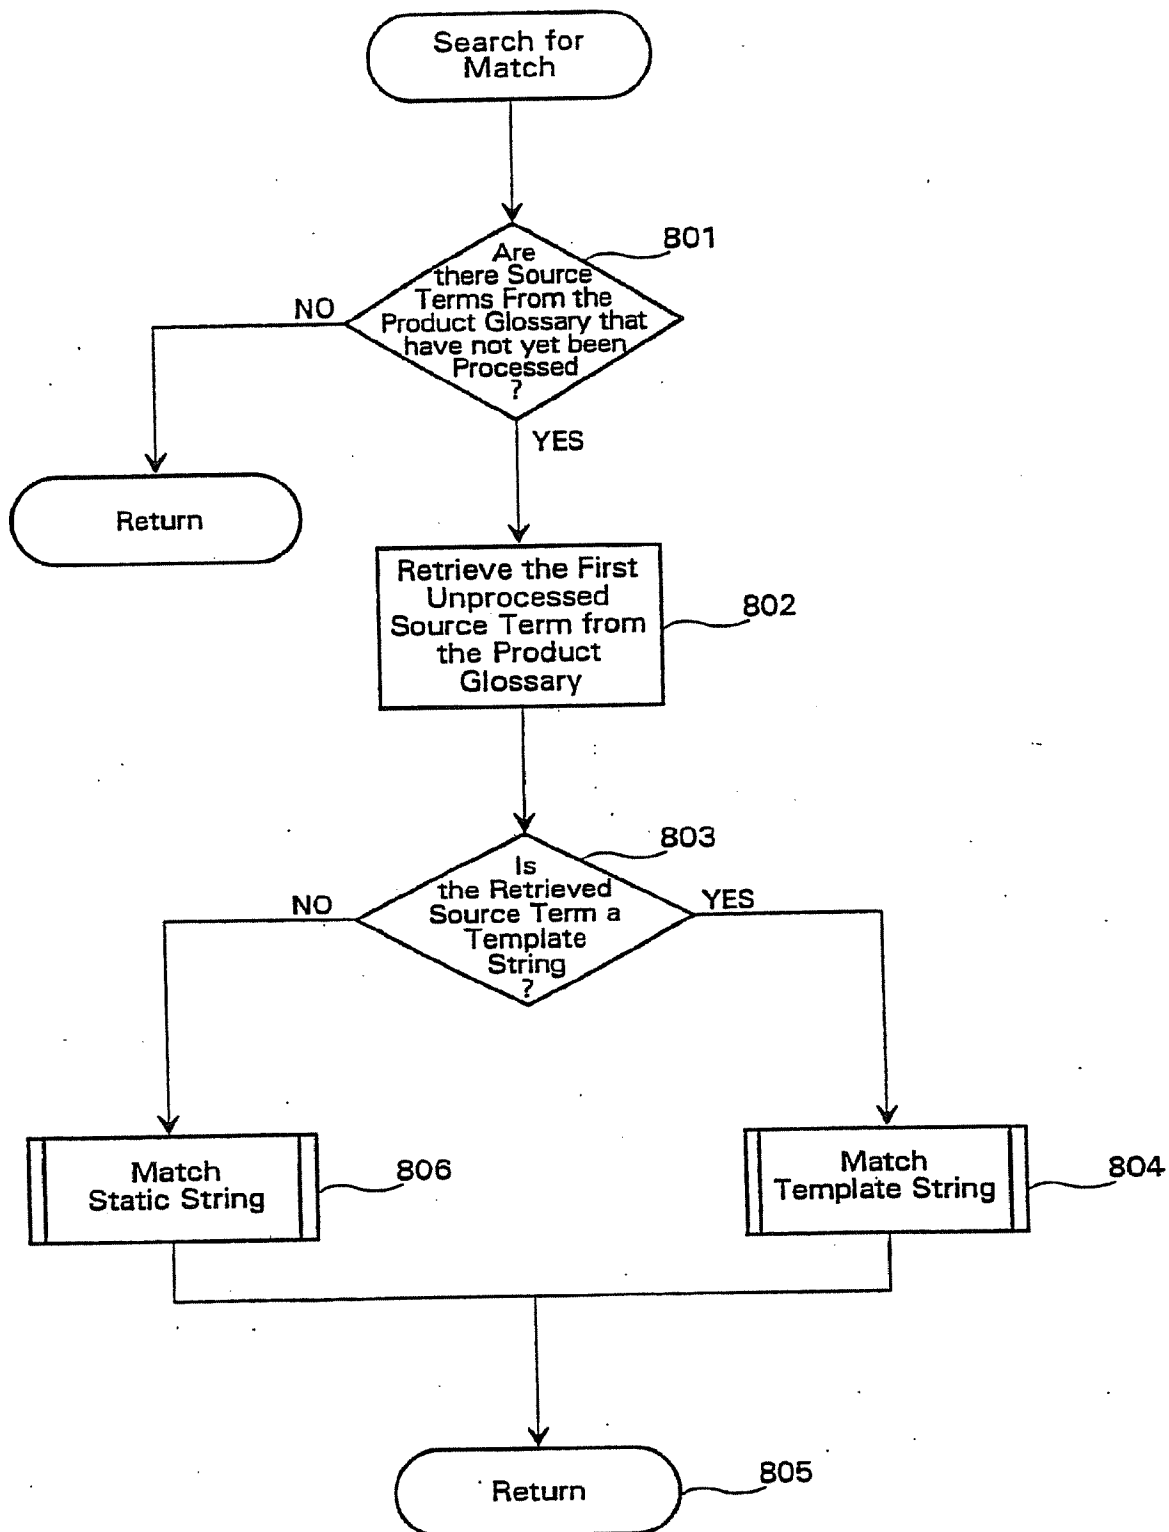 Search for
Match
801
Are
there Source
Terms From the
Product Glossary that
have not yet been
Processed
?
NO
YES
Return
Retrieve the First
Unprocessed
Source Term from
the Product
Glossary
802
803
Is
the Retrieved
Source Term a
Template
String
?
NO
YES
Match
Static String
806
Match
Template String
804
Return
805